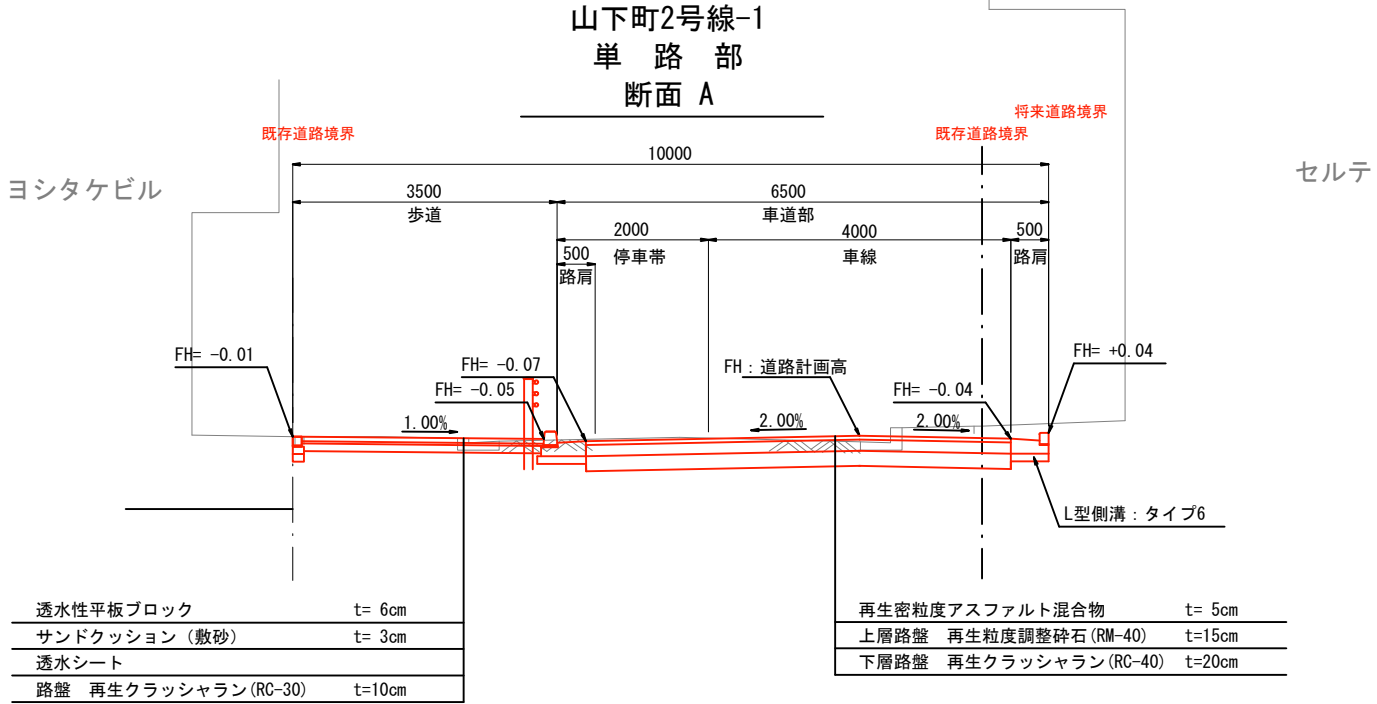 山下町2号線-1
単 路 部
断面 A
将来道路境界
既存道路境界
既存道路境界
10000
ヨシタケビル
セルテ
3500
6500
歩道
車道部
2000
4000
500
500
停車帯
車線
路肩
路肩
FH= -0.01
FH= -0.07
FH：道路計画高
FH= +0.04
FH= -0.05
FH= -0.04
1.00%
2.00%
2.00%
L型側溝：タイプ6
透水性平板ブロック t= 6cm
サンドクッション（敷砂） t= 3cm
透水シート
路盤 再生クラッシャラン(RC-30) t=10cm
再生密粒度アスファルト混合物 t= 5cm
上層路盤 再生粒度調整砕石(RM-40) t=15cm
下層路盤 再生クラッシャラン(RC-40) t=20cm